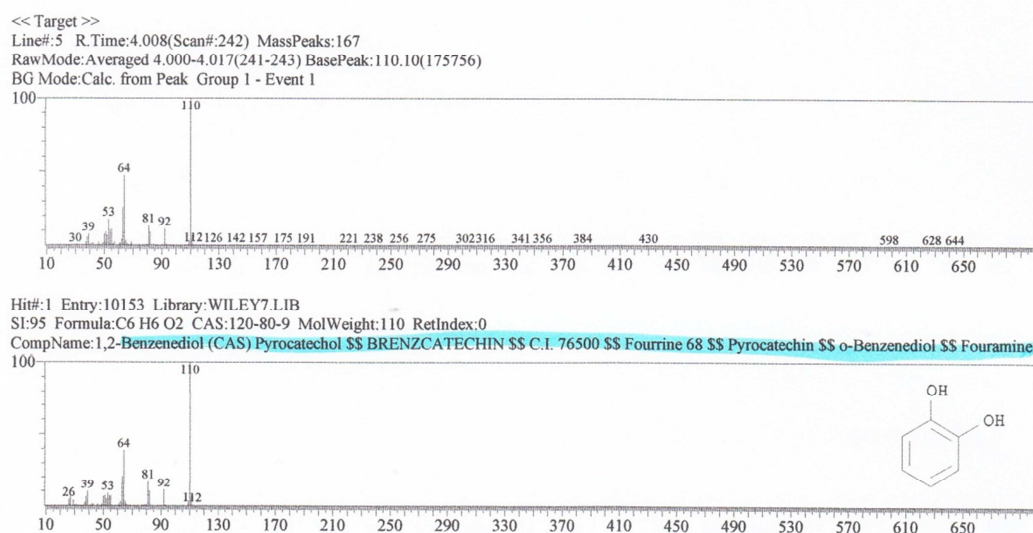 << Target >>
Line#:5 R.Time:4.008(Scan#:242) MassPeaks:167
RawMode:Averaged 4.000-4.017(241-243) BasePeak:110.10(175756)
BG Mode:Calc. from Peak Group 1 - Event 1
100
110
64
53
39
30
81
92
112 126 142 157 175 191 221 238 256 275 302 316 341 356 384 430 598 628 644
10 50 90 130 170 210 250 290 330 370 410 450 490 530 570 610 650
Hit#:1 Entry:10153 Library:WILEY7.LIB
SI:95 Formula:C6 H6 O2 CAS:120-80-9 MolWeight:110 RetIndex:0
CompName:1,2-Benzenediol (CAS) Pyrocatechol $$ BRENZCATECHIN $$ C.I. 76500 $$ Fourrine 68 $$ Pyrocatechin $$ o-Benzenediol $$ Fouramine
100
110
OH
OH
64
26 39 53 81 92 112
10 50 90 130 170 210 250 290 330 370 410 450 490 530 570 610 650